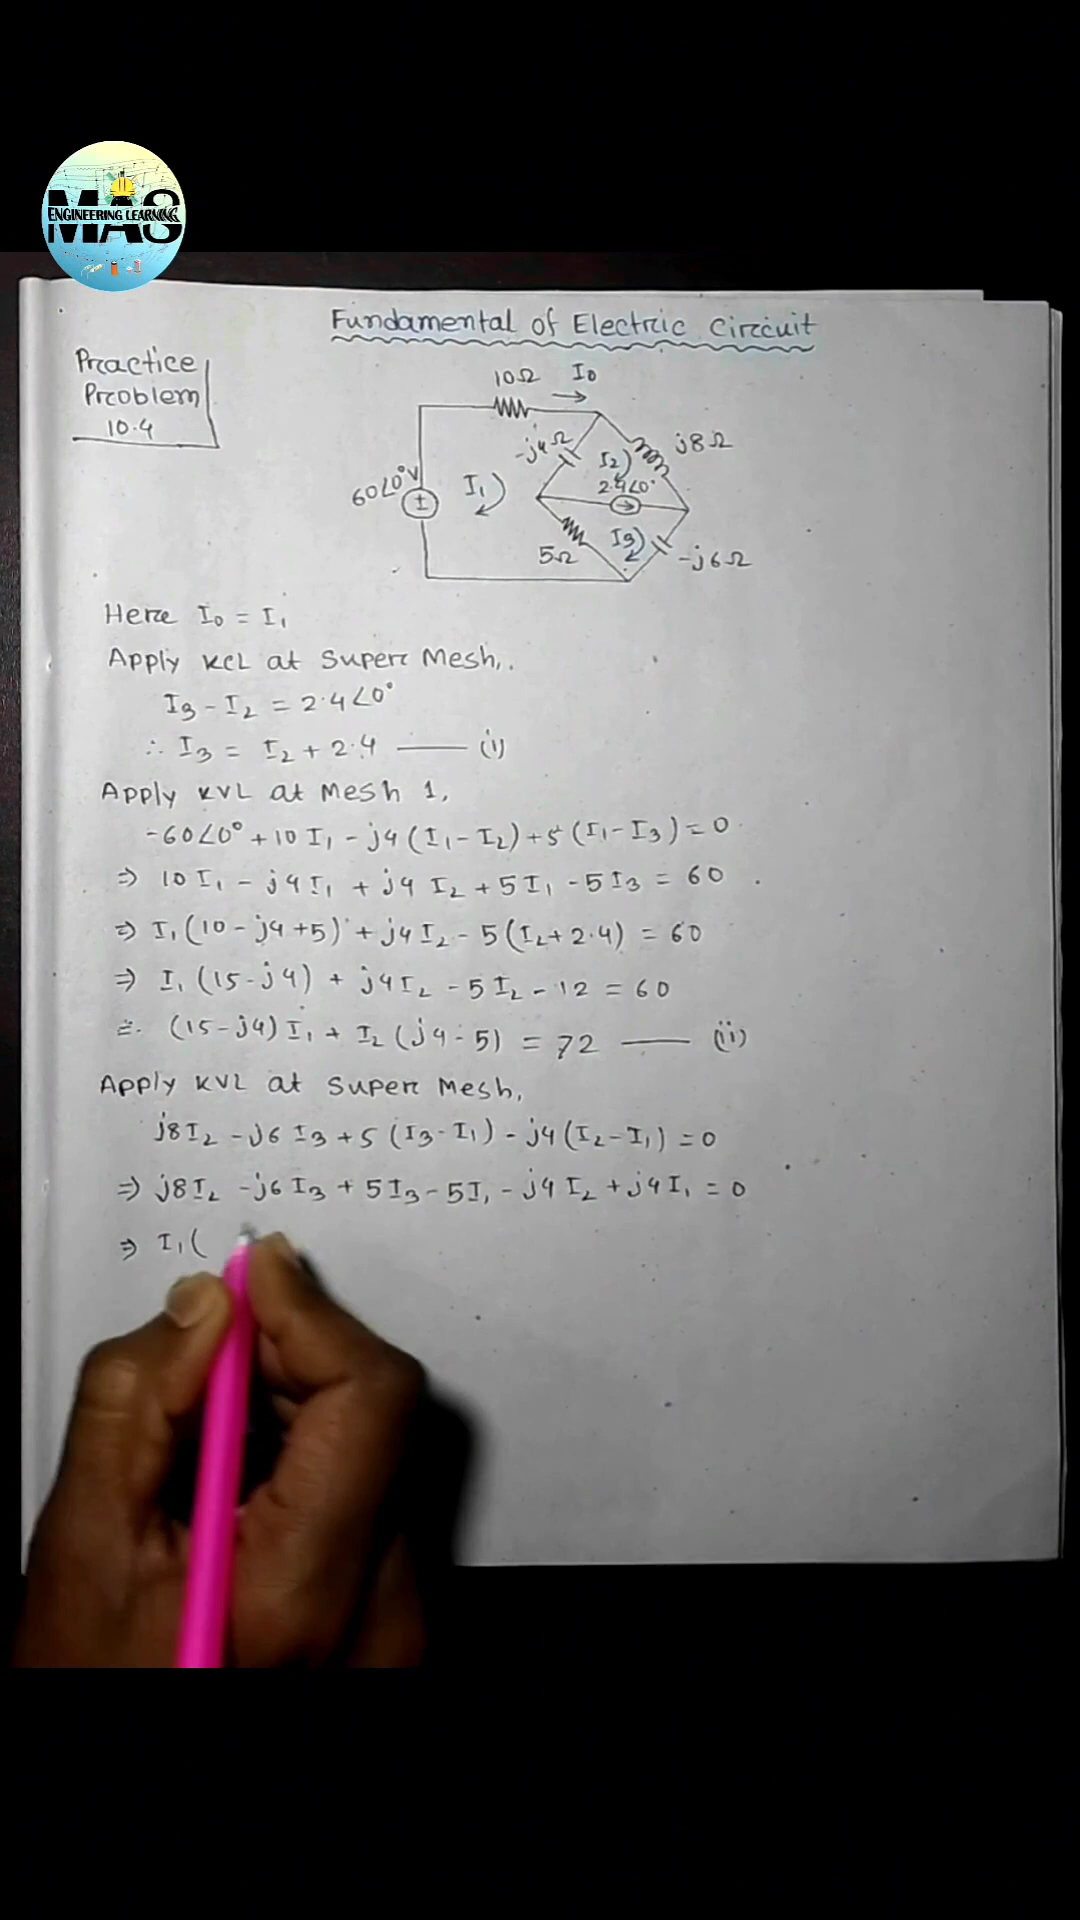 MAS
ENGINEERING LEARNING
Fundamental of Electric Circuit
Practice
Problem
10.4
10Ω
I₀
-j4Ω
j8Ω
60∠0°V
I₁
I₂
2.4∠0°
5Ω
I₃
-j6Ω
Here I₀ = I₁
Apply KCL at Super Mesh,.
I₃ - I₂ = 2.4∠0°
∴ I₃ = I₂ + 2.4 —— (i)
Apply KVL at Mesh 1,
-60∠0° + 10 I₁ - j4 (I₁ - I₂) + 5 (I₁ - I₃) = 0
⇒ 10 I₁ - j4 I₁ + j4 I₂ + 5 I₁ - 5 I₃ = 60
⇒ I₁ (10 - j4 + 5) + j4 I₂ - 5 (I₂ + 2.4) = 60
⇒ I₁ (15 - j4) + j4 I₂ - 5 I₂ - 12 = 60
∴ (15 - j4) I₁ + I₂ (j4 - 5) = 72 —— (ii)
Apply KVL at Super Mesh,
j8 I₂ - j6 I₃ + 5 (I₃ - I₁) - j4 (I₂ - I₁) = 0
⇒ j8 I₂ - j6 I₃ + 5 I₃ - 5 I₁ - j4 I₂ + j4 I₁ = 0
⇒ I₁ (